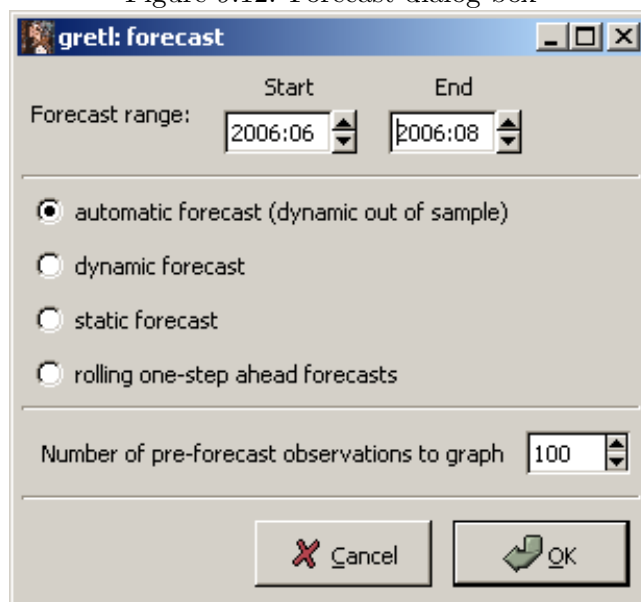 Figure 9.12: Forecast dialog box
gretl: forecast
Start End
Forecast range: 2006:06 2006:08
automatic forecast (dynamic out of sample)
dynamic forecast
static forecast
rolling one-step ahead forecasts
Number of pre-forecast observations to graph 100
Cancel OK